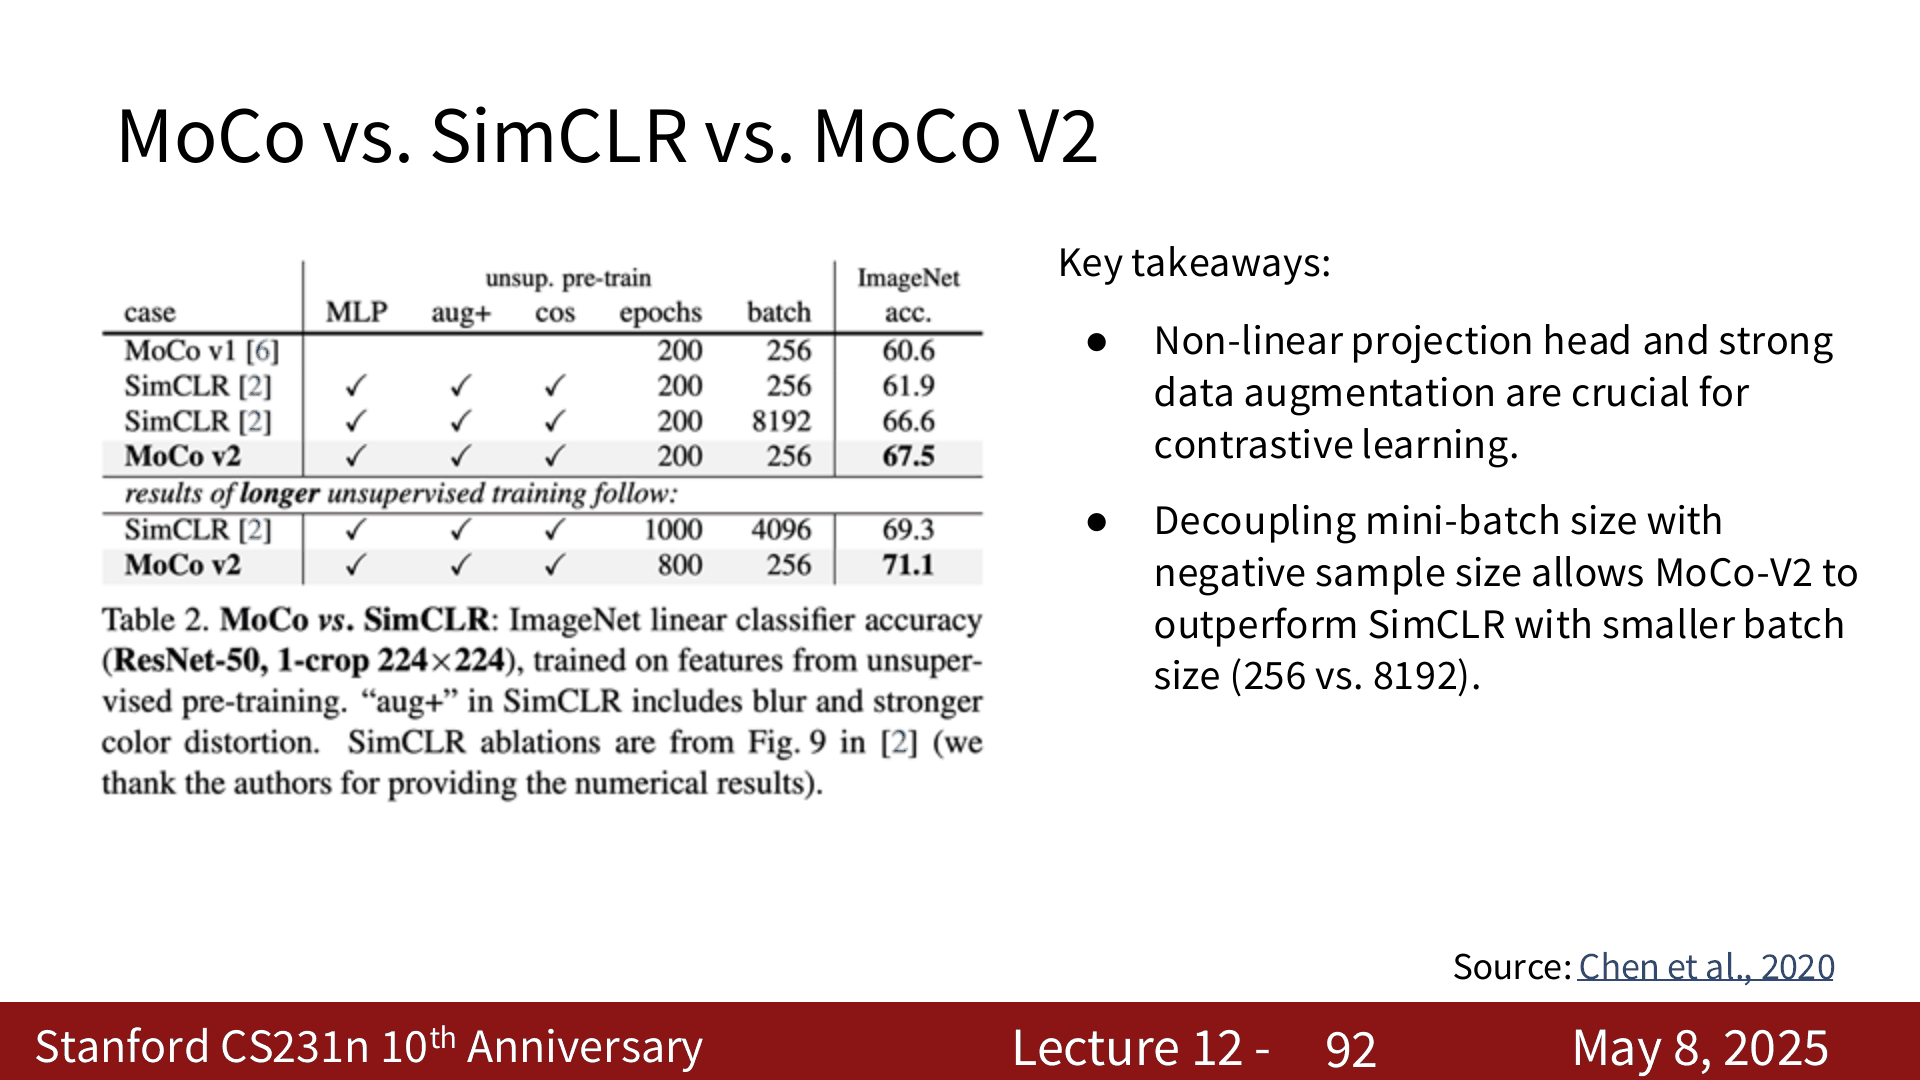 MoCo vs. SimCLR vs. MoCo V2
unsup. pre-train ImageNet
case MLP aug+ cos epochs batch acc.
MoCo v1 [6] 200 256 60.6
SimCLR [2] ✓ ✓ ✓ 200 256 61.9
SimCLR [2] ✓ ✓ ✓ 200 8192 66.6
MoCo v2 ✓ ✓ ✓ 200 256 67.5
results of longer unsupervised training follow:
SimCLR [2] ✓ ✓ ✓ 1000 4096 69.3
MoCo v2 ✓ ✓ ✓ 800 256 71.1
Table 2. MoCo vs. SimCLR: ImageNet linear classifier accuracy
(ResNet-50, 1-crop 224×224), trained on features from unsuper-
vised pre-training. “aug+” in SimCLR includes blur and stronger
color distortion. SimCLR ablations are from Fig. 9 in [2] (we
thank the authors for providing the numerical results).
Key takeaways:
● Non-linear projection head and strong
data augmentation are crucial for
contrastive learning.
● Decoupling mini-batch size with
negative sample size allows MoCo-V2 to
outperform SimCLR with smaller batch
size (256 vs. 8192).
Source: Chen et al., 2020
Stanford CS231n 10th Anniversary Lecture 12 - 92 May 8, 2025